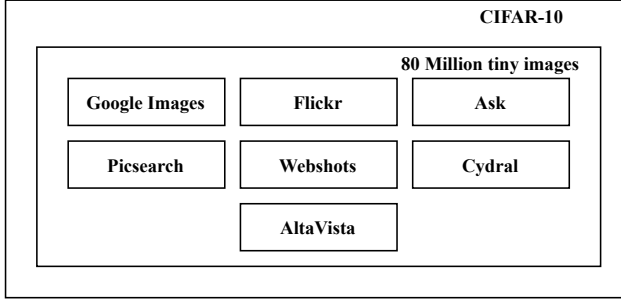 CIFAR-10
80 Million tiny images
Google Images
Flickr
Ask
Picsearch
Webshots
Cydral
AltaVista